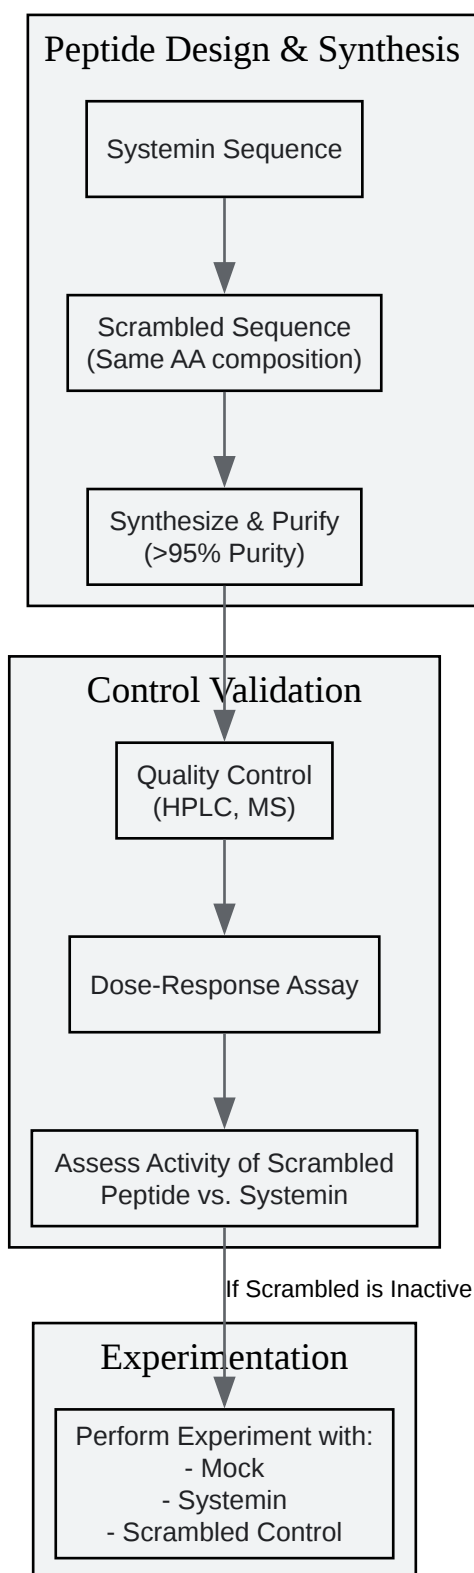 Peptide Design & Synthesis
Systemin Sequence
Scrambled Sequence
(Same AA composition)
Synthesize & Purify
(>95% Purity)
Control Validation
Quality Control
(HPLC, MS)
Dose-Response Assay
Assess Activity of Scrambled
Peptide vs. Systemin
If Scrambled is Inactive
Experimentation
Perform Experiment with:
- Mock
- Systemin
- Scrambled Control